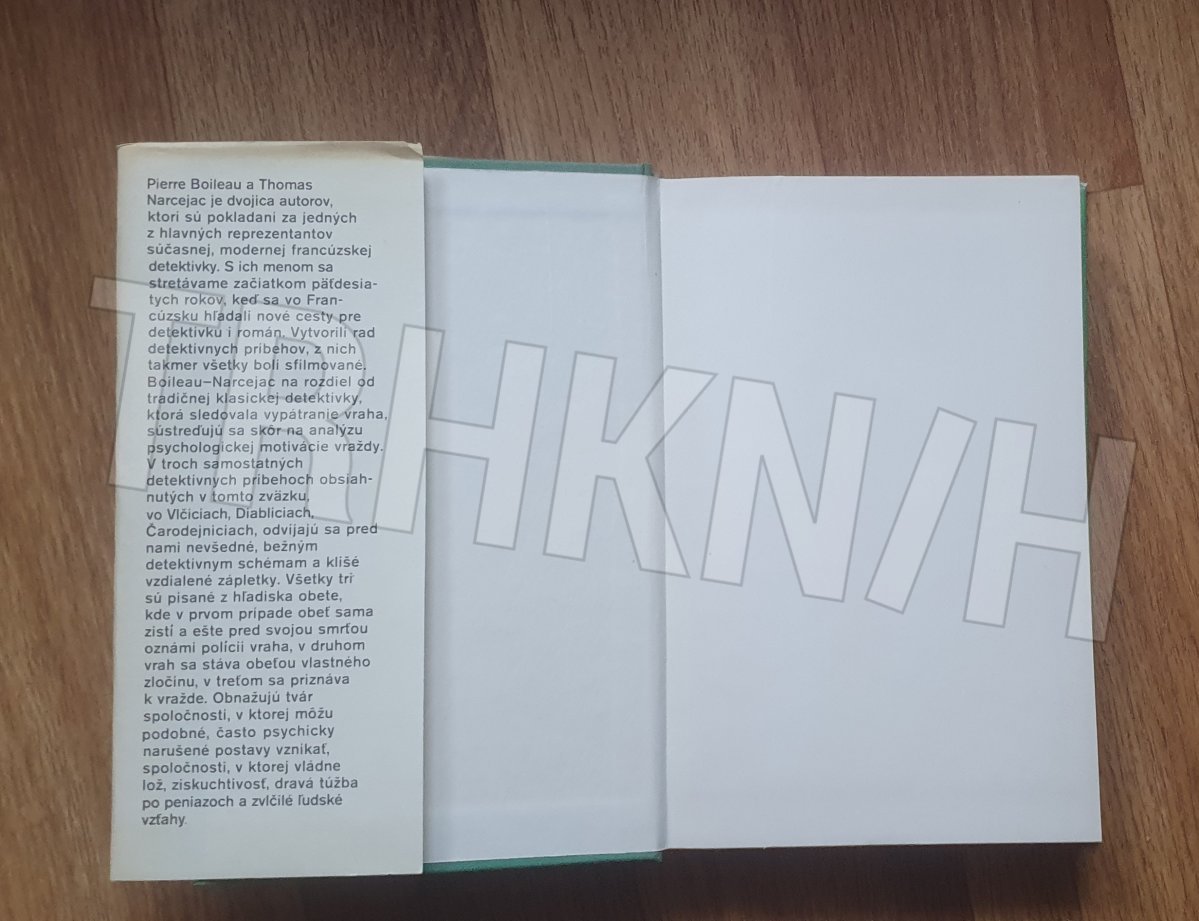 Pierre Boileau a Thomas
Narcejac je dvojica autorov,
ktorí sú pokladaní za jedných
z hlavných reprezentantov
súčasnej, modernej francúzskej
detektívky. S ich menom sa
stretávame začiatkom päťdesia-
tych rokov, keď sa vo Fran-
cúzsku hľadali nové cesty pre
detektívku i román. Vytvorili rad
detektívnych príbehov, z nich
takmer všetky boli sfilmované.
Boileau–Narcejac na rozdiel od
tradičnej klasickej detektívky,
ktorá sledovala vypátranie vraha,
sústreďujú sa skôr na analýzu
psychologickej motivácie vraždy.
V troch samostatných
detektívnych príbehoch obsiah-
nutých v tomto zväzku,
vo Vlčiciach, Diabliciach,
Čarodejniciach, odvíjajú sa pred
nami nevšedné, bežným
detektívnym schémam a klišé
vzdialené zápletky. Všetky tri
sú písané z hľadiska obete,
kde v prvom prípade obeť sama
zistí a ešte pred svojou smrťou
oznámi polícii vraha, v druhom
vrah sa stáva obeťou vlastného
zločinu, v treťom sa priznáva
k vražde. Obnažujú tvár
spoločnosti, v ktorej môžu
podobné, často psychicky
narušené postavy vznikať,
spoločnosti, v ktorej vládne
lož, ziskuchtivosť, dravá túžba
po peniazoch a zvlčilé ľudské
vzťahy.
TRHKN/H